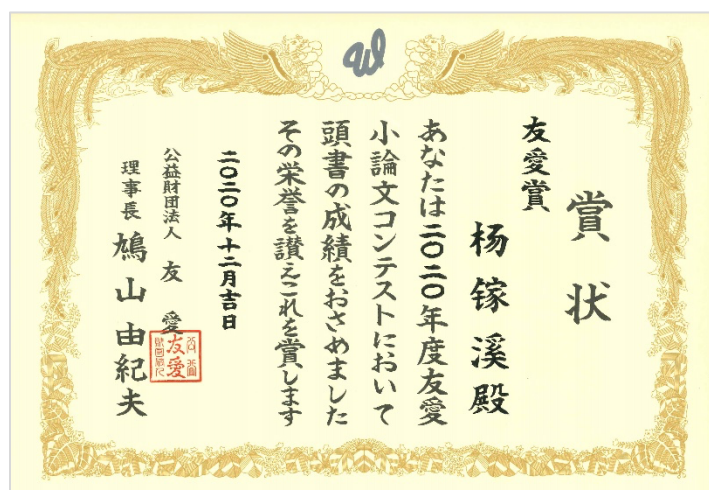 賞状
友愛賞
杨镓溪殿
あなたは二〇二〇年度友愛
小論文コンテストにおいて
頭書の成績をおさめました
その栄誉を讃えこれを賞します
二〇二〇年十二月吉日
公益財団法人 友愛
理事長 鳩山由紀夫
友愛